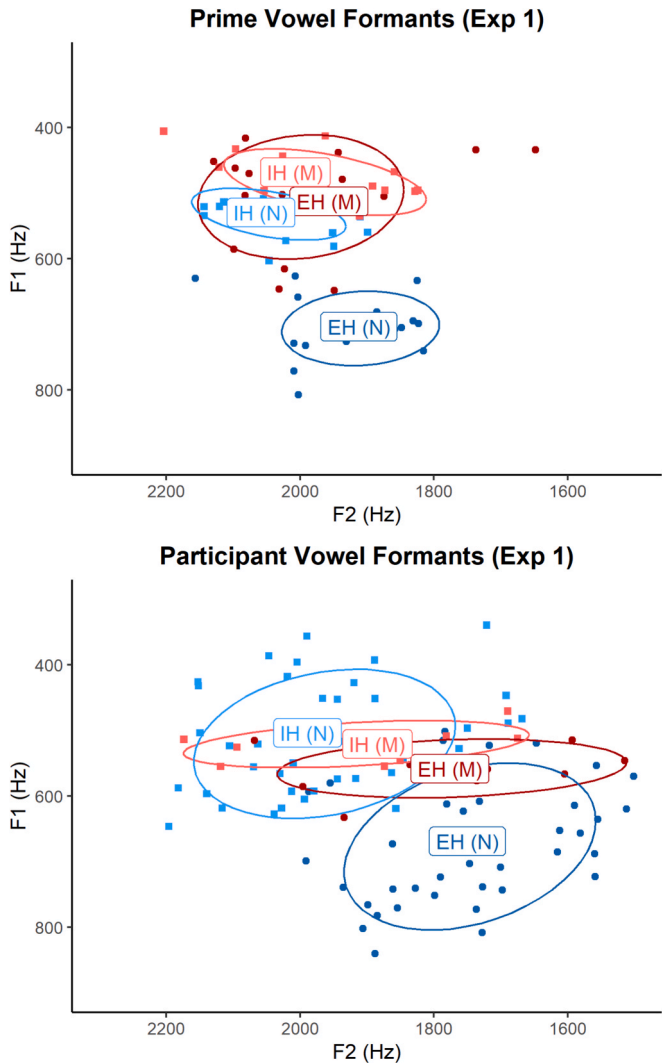 Prime Vowel Formants (Exp 1)
400
IH (M)
EH (M)
IH (N)
F1 (Hz)
600
EH (N)
800
2200 2000 1800 1600
F2 (Hz)
Participant Vowel Formants (Exp 1)
400
IH (N)
IH (M)
EH (M)
F1 (Hz)
600
EH (N)
800
2200 2000 1800 1600
F2 (Hz)